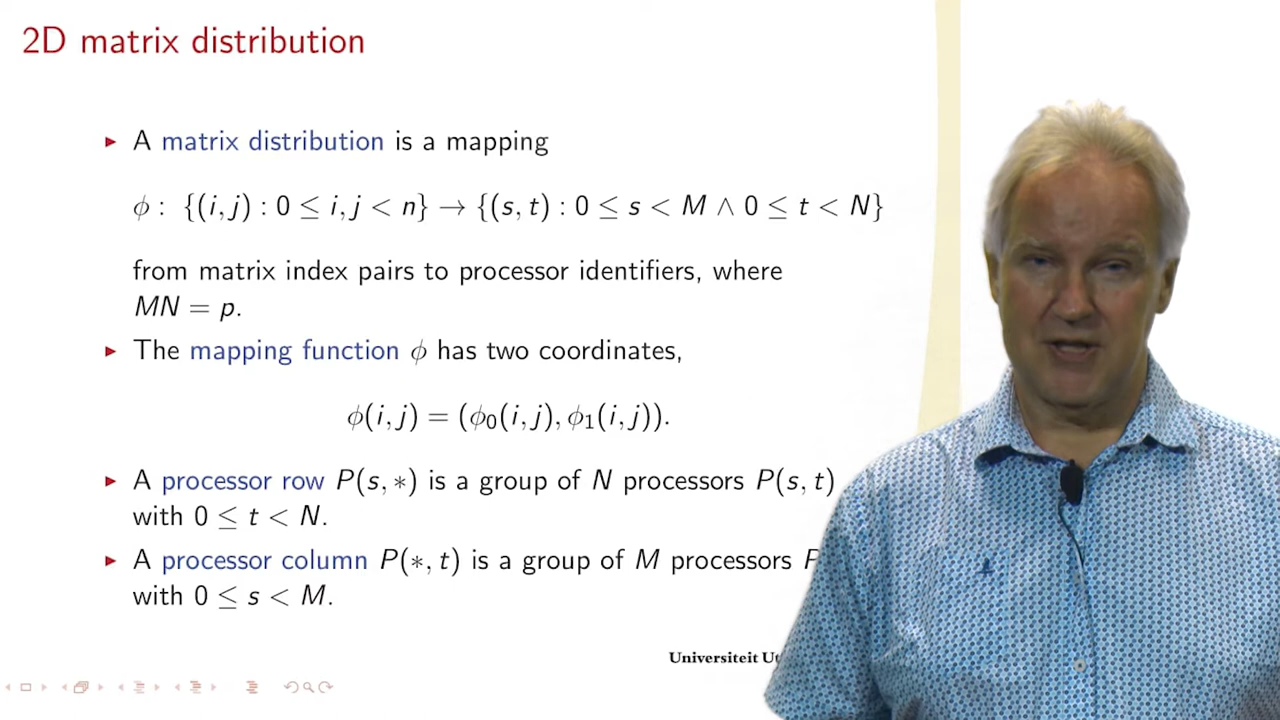 2D matrix distribution
▸ A matrix distribution is a mapping
ϕ : {(i, j) : 0 ≤ i, j < n} → {(s, t) : 0 ≤ s < M ∧ 0 ≤ t < N}
from matrix index pairs to processor identifiers, where
MN = p.
▸ The mapping function ϕ has two coordinates,
ϕ(i, j) = (ϕ₀(i, j), ϕ₁(i, j)).
▸ A processor row P(s, ∗) is a group of N processors P(s, t)
with 0 ≤ t < N.
▸ A processor column P(∗, t) is a group of M processors
with 0 ≤ s < M.
Universiteit